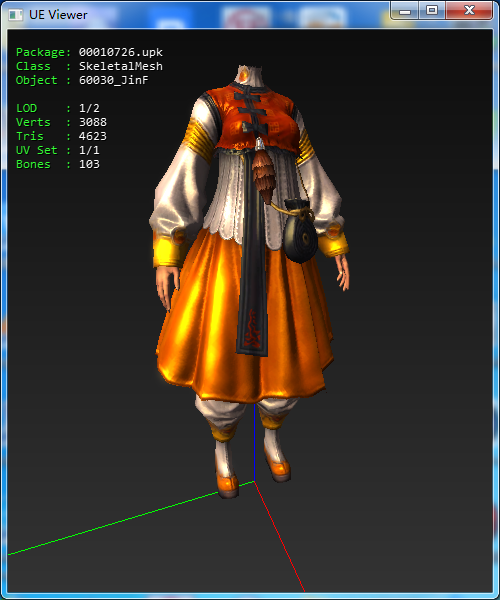 UE Viewer
Package: 00010726.upk
Class : SkeletalMesh
Object : 60030_JinF
LOD : 1/2
Verts : 3088
Tris : 4623
UV Set : 1/1
Bones : 103